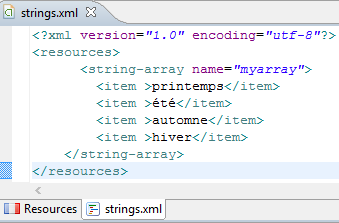 strings.xml
<?xml version="1.0" encoding="utf-8"?>
<resources>
<string-array name="myarray">
<item >printemps</item>
<item >été</item>
<item >automne</item>
<item >hiver</item>
</string-array>
</resources>
Resources strings.xml